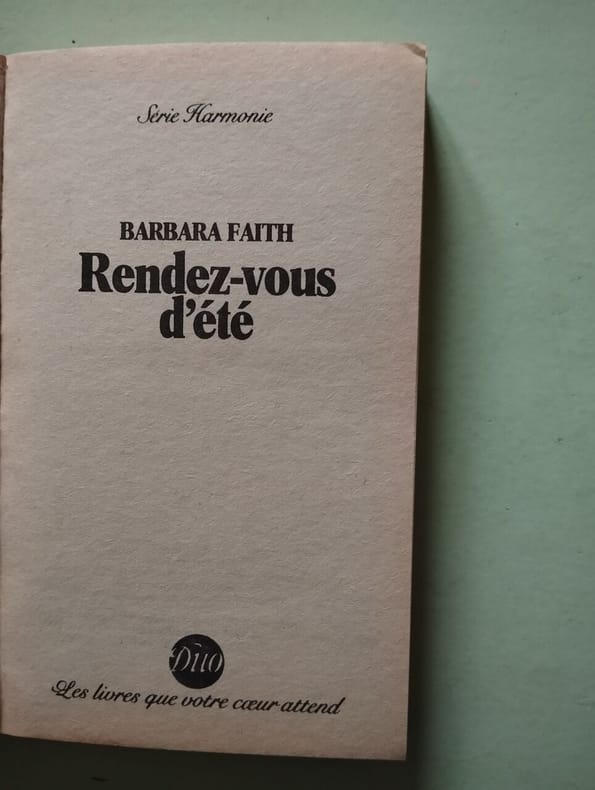 Série Harmonie
BARBARA FAITH
Rendez-vous
d'été
Duo
Les livres que votre cœur attend